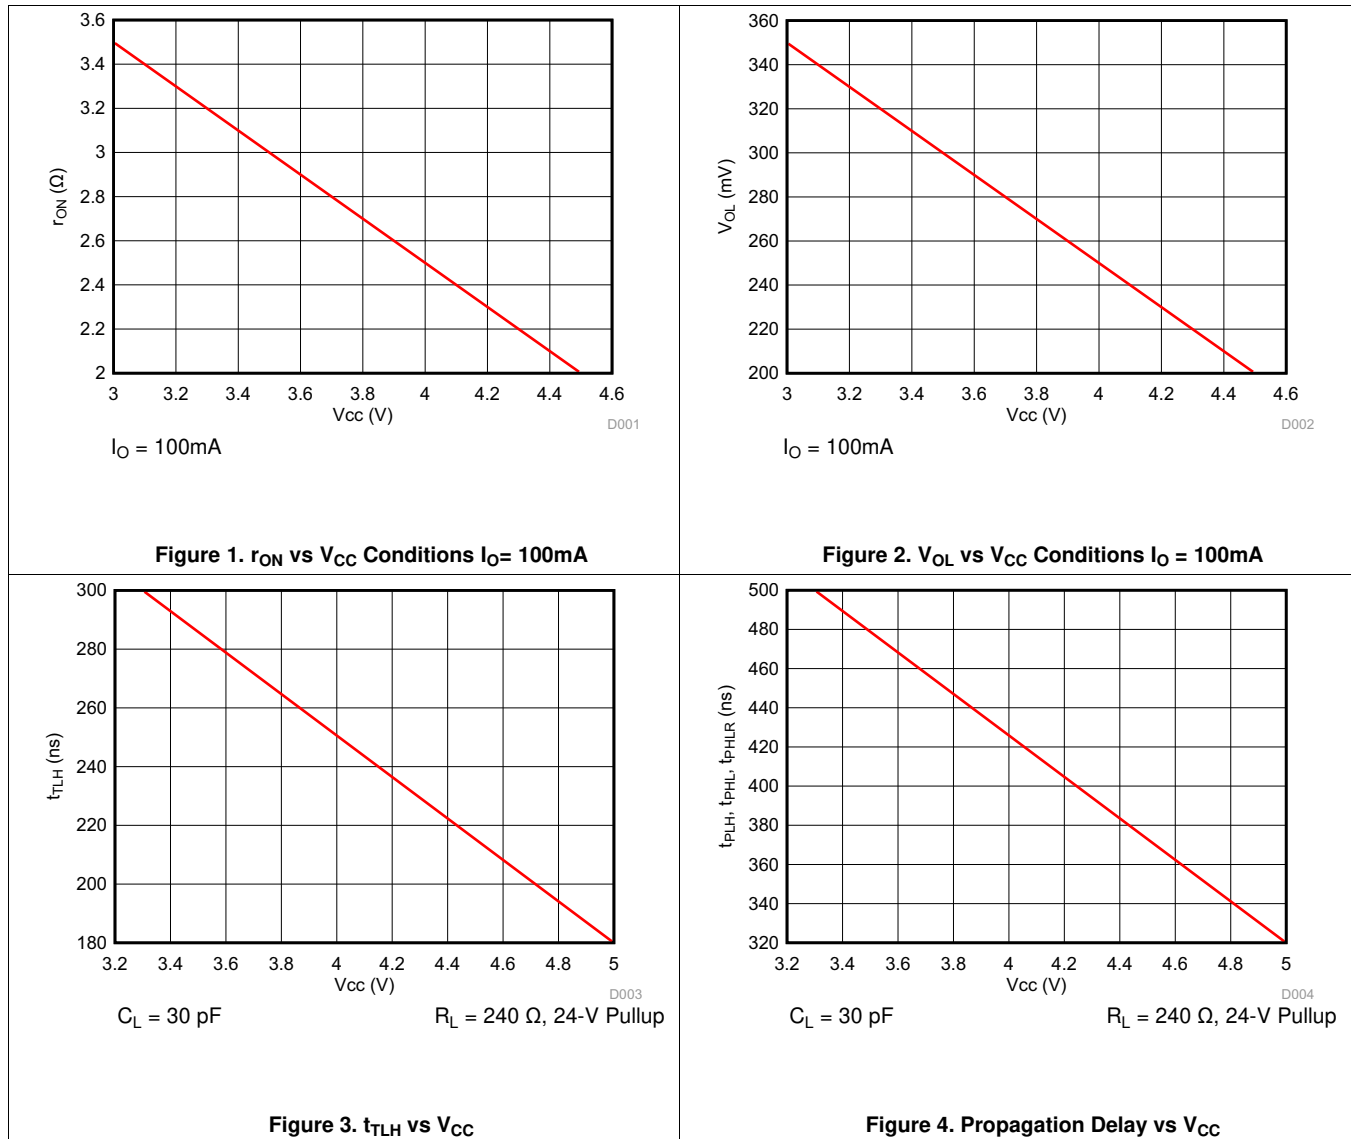 3.6
3.4
3.2
3
2.8
2.6
2.4
2.2
2
r_ON (Ω)
3 3.2 3.4 3.6 3.8 4 4.2 4.4 4.6
Vcc (V)
D001
I_O = 100mA
Figure 1. r_ON vs V_CC Conditions I_O= 100mA
360
340
320
300
280
260
240
220
200
V_OL (mV)
3 3.2 3.4 3.6 3.8 4 4.2 4.4 4.6
Vcc (V)
D002
I_O = 100mA
Figure 2. V_OL vs V_CC Conditions I_O = 100mA
300
280
260
240
220
200
180
t_TLH (ns)
3.2 3.4 3.6 3.8 4 4.2 4.4 4.6 4.8 5
Vcc (V)
D003
C_L = 30 pF R_L = 240 Ω, 24-V Pullup
Figure 3. t_TLH vs V_CC
500
480
460
440
420
400
380
360
340
320
t_PLH, t_PHL, t_PHLR (ns)
3.2 3.4 3.6 3.8 4 4.2 4.4 4.6 4.8 5
Vcc (V)
D004
C_L = 30 pF R_L = 240 Ω, 24-V Pullup
Figure 4. Propagation Delay vs V_CC